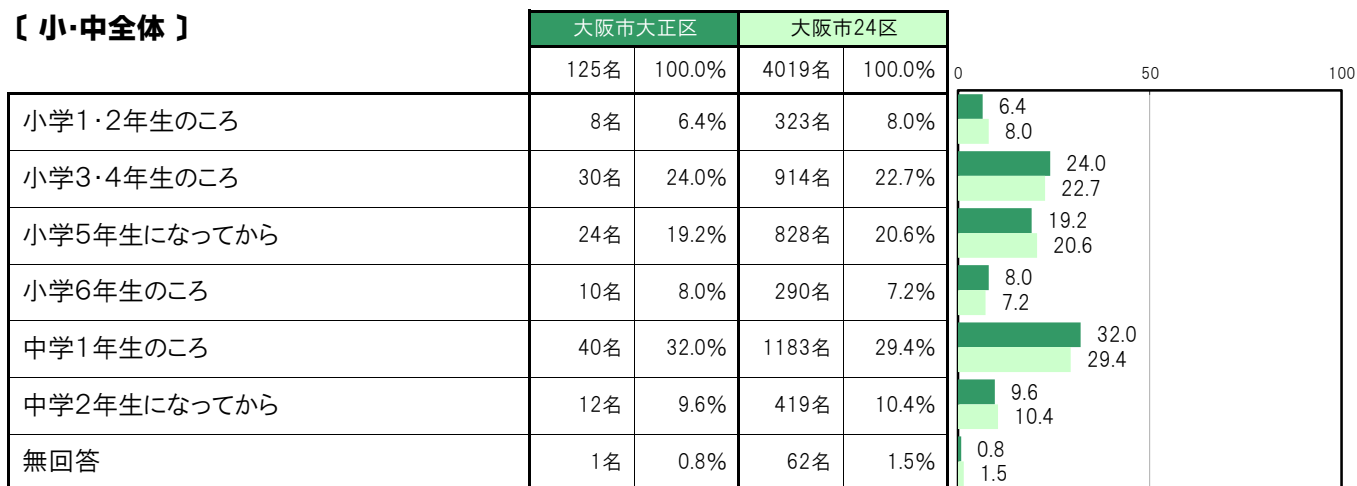 〔 小・中全体 〕
大阪市大正区 大阪市24区
125名 100.0% 4019名 100.0% 0 50 100
小学1・2年生のころ 8名 6.4% 323名 8.0% 6.4
8.0
小学3・4年生のころ 30名 24.0% 914名 22.7% 24.0
22.7
小学5年生になってから 24名 19.2% 828名 20.6% 19.2
20.6
小学6年生のころ 10名 8.0% 290名 7.2% 8.0
7.2
中学1年生のころ 40名 32.0% 1183名 29.4% 32.0
29.4
中学2年生になってから 12名 9.6% 419名 10.4% 9.6
10.4
無回答 1名 0.8% 62名 1.5% 0.8
1.5